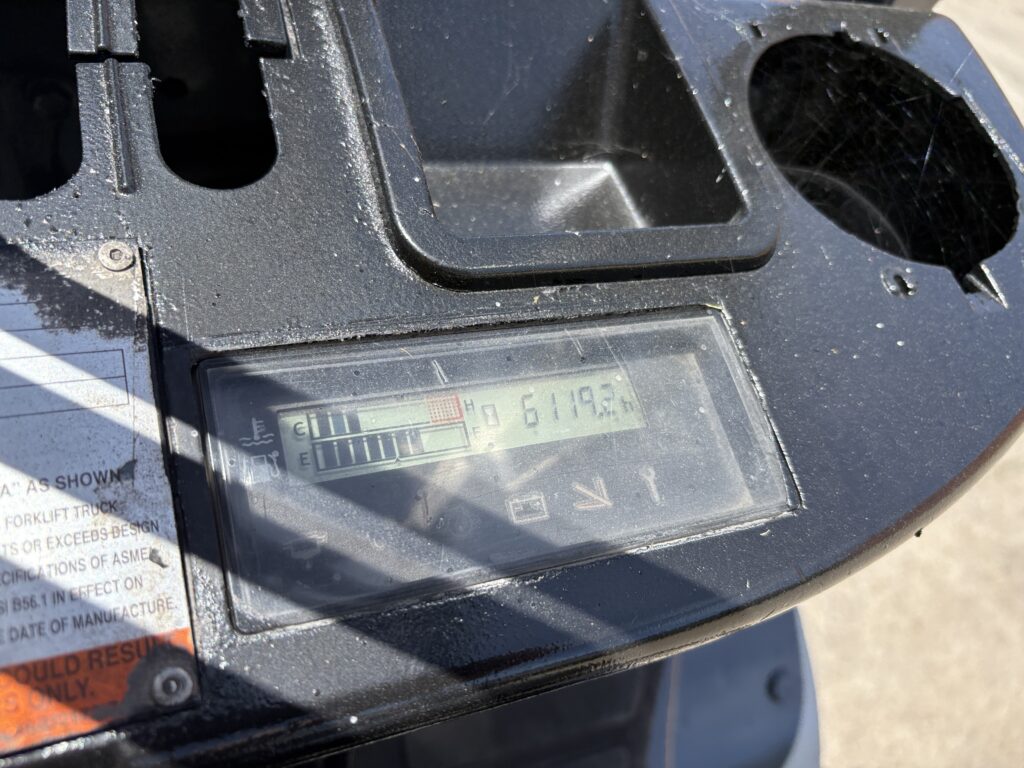 A" AS SHOWN
FORKLIFT TRUCK
TS OR EXCEEDS DESIGN
CIFICATIONS OF ASME
SI B56.1 IN EFFECT ON
E DATE OF MANUFACTURE.
OULD RESUL
S ONLY.
C H
E F
6119.2 h